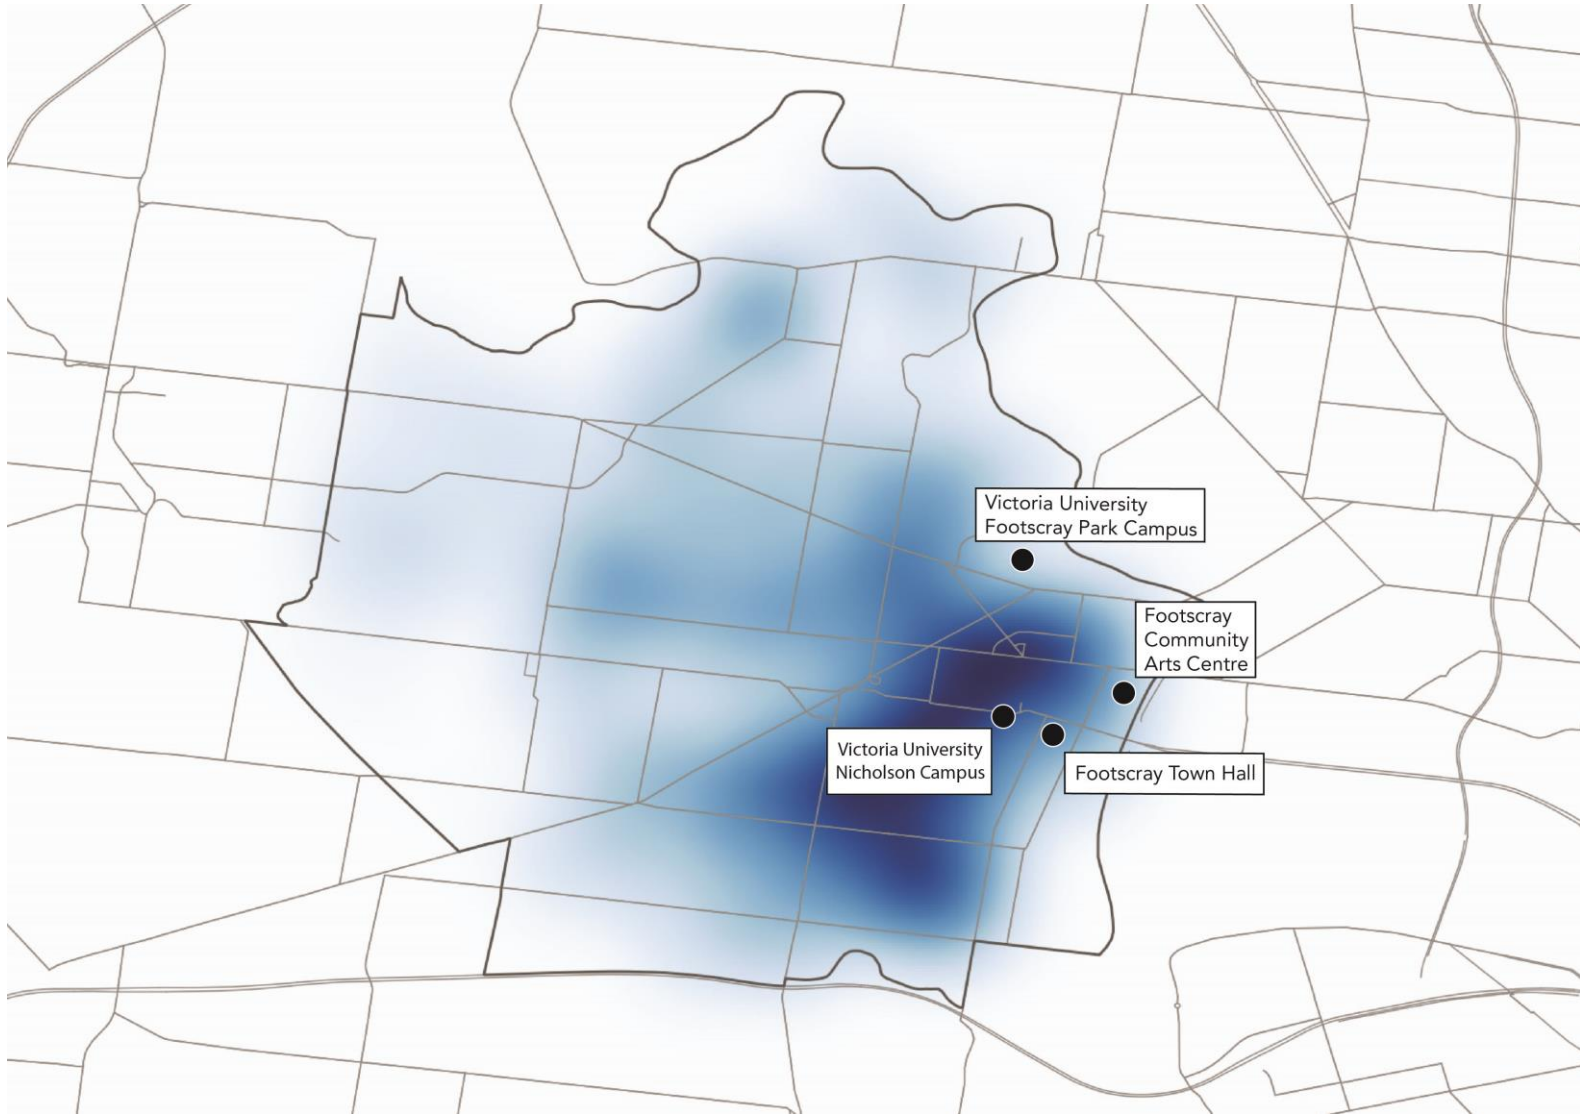 Victoria University
Footscray Park Campus
Footscray
Community
Arts Centre
Victoria University
Nicholson Campus
Footscray Town Hall